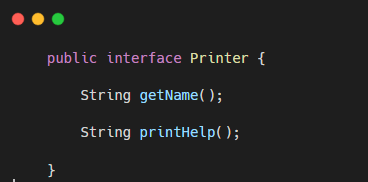 public interface Printer {
String getName();
String printHelp();
}